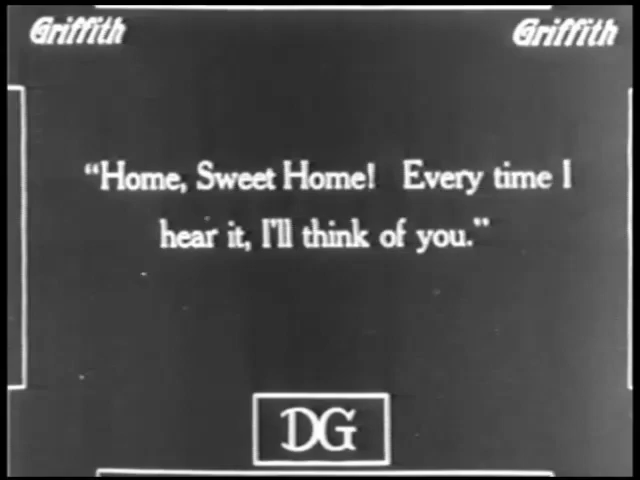 Griffith Griffith
“Home, Sweet Home! Every time I
hear it, I'll think of you.”
DG